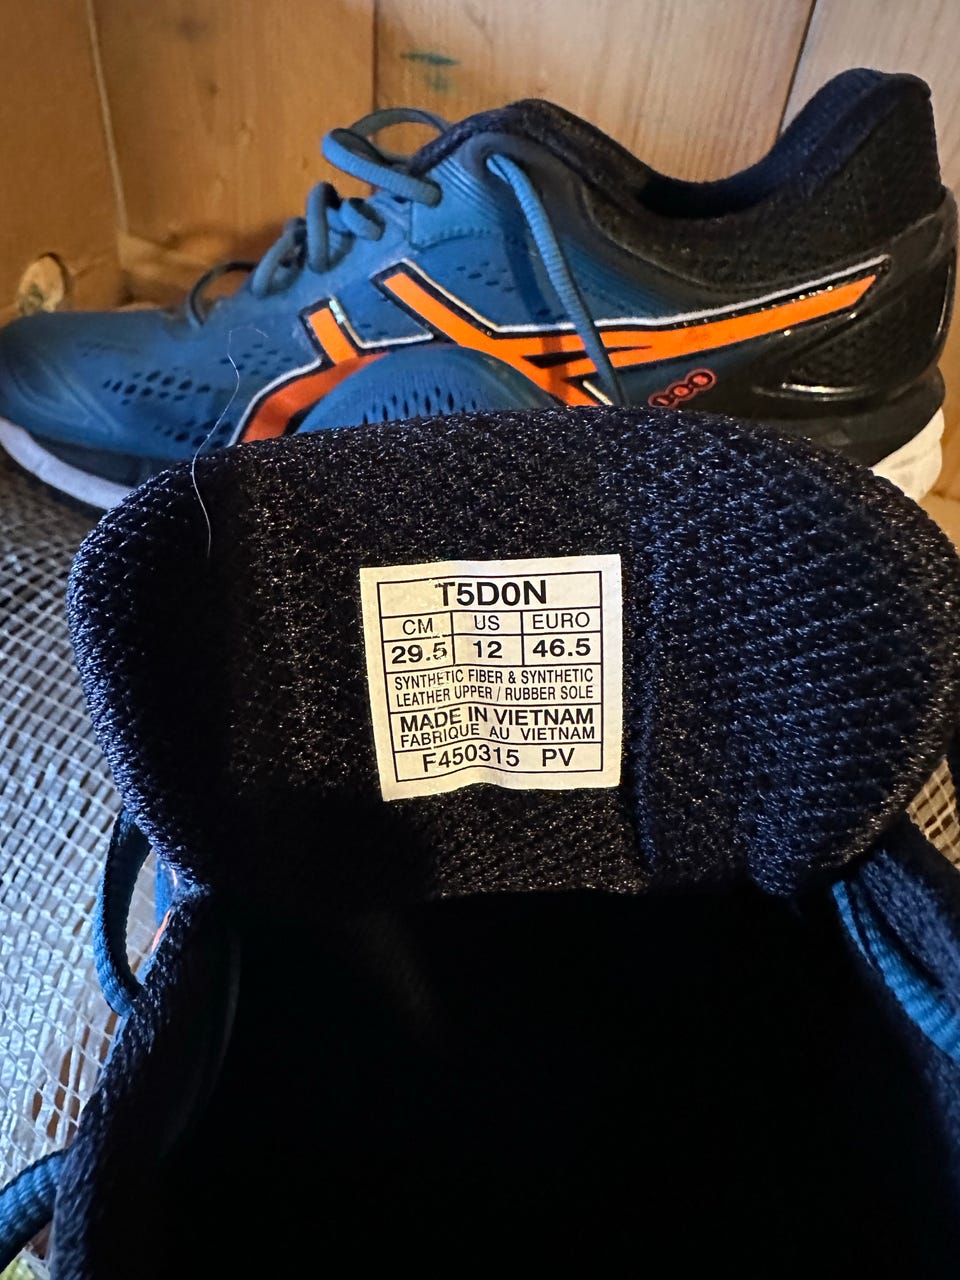 T5D0N
CM US EURO
29.5 12 46.5
SYNTHETIC FIBER & SYNTHETIC
LEATHER UPPER / RUBBER SOLE
MADE IN VIETNAM
FABRIQUE AU VIETNAM
F450315 PV